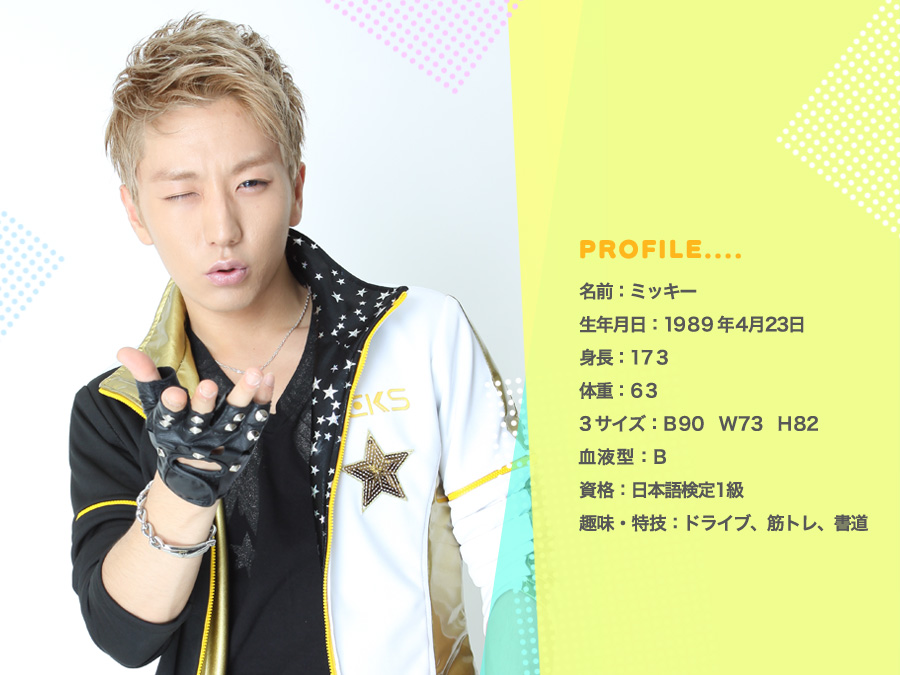 EKS
PROFILE....
名前：ミッキー
生年月日：1989年4月23日
身長：173
体重：63
3サイズ：B90 W73 H82
血液型：B
資格：日本語検定1級
趣味・特技：ドライブ、筋トレ、書道